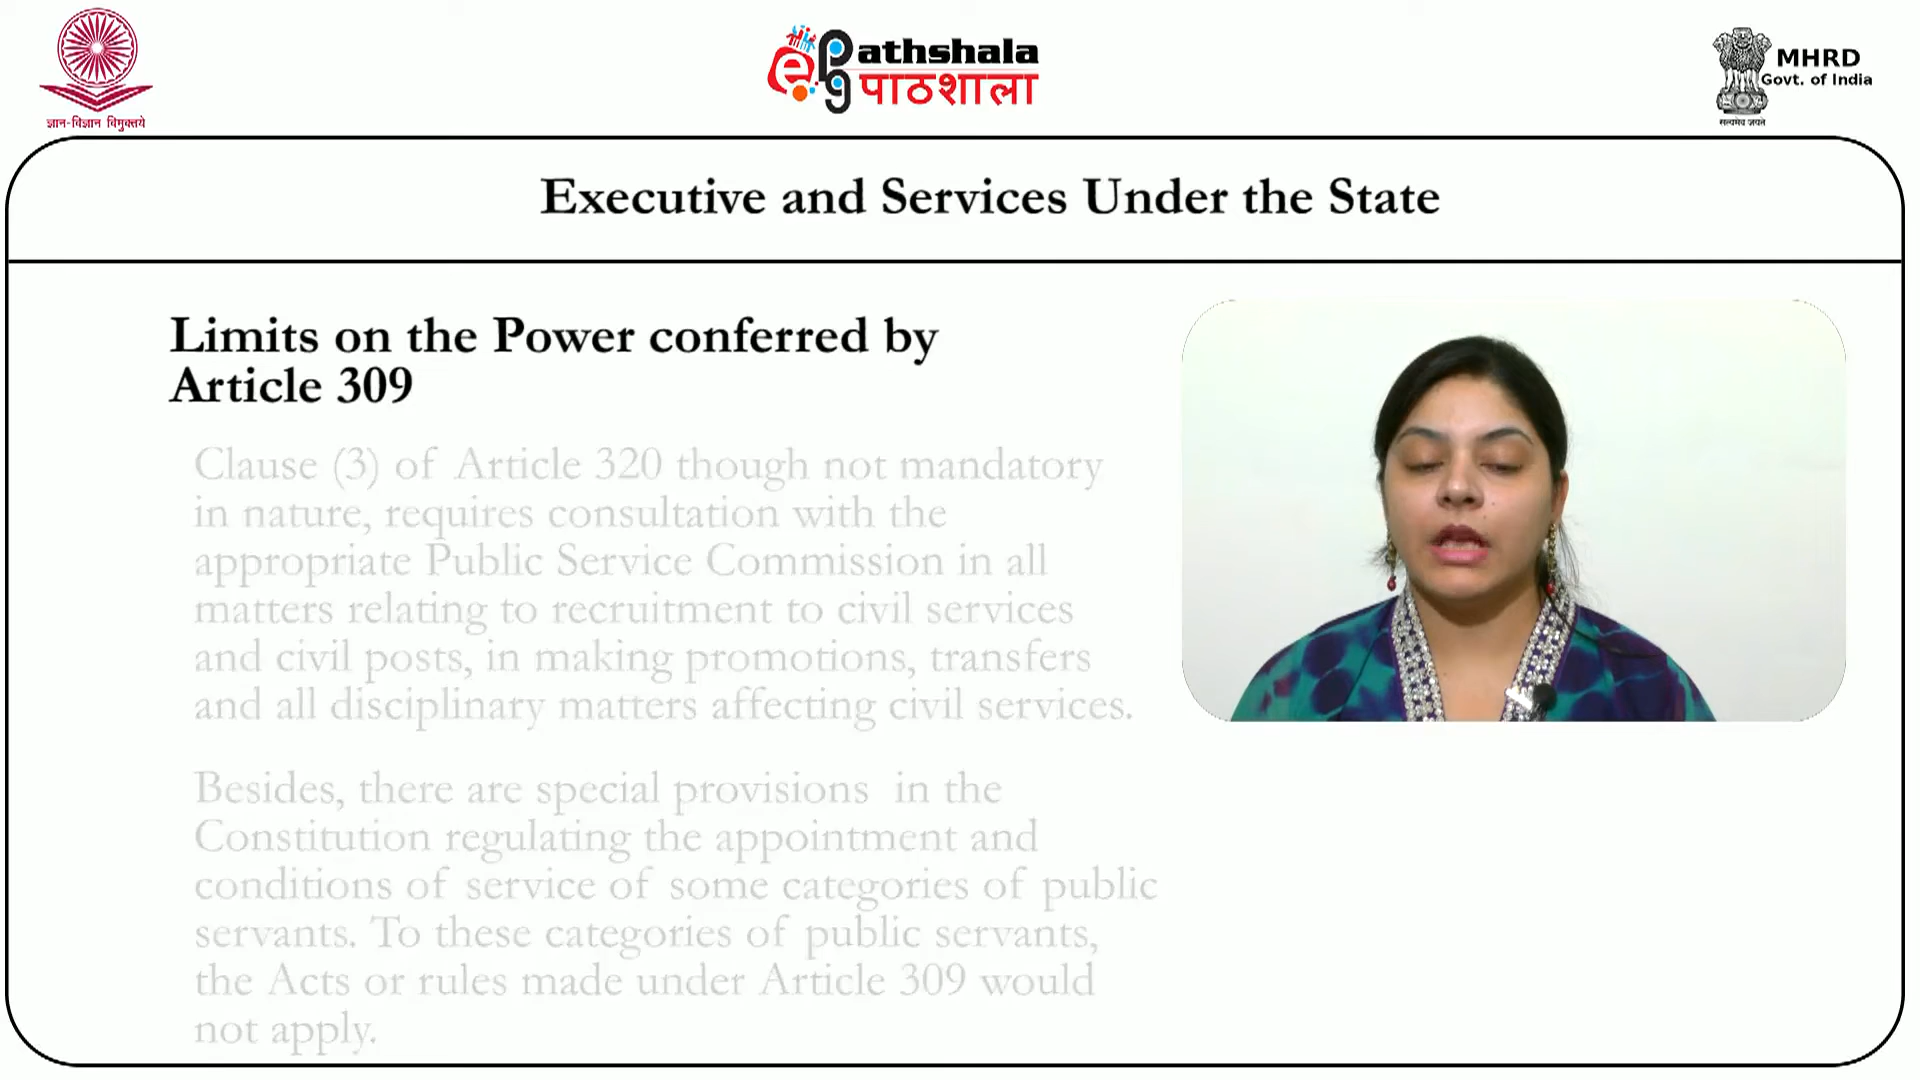 ज्ञान-विज्ञान विमुक्तये
epgathshala
पाठशाला
MHRD
Govt. of India
सत्यमेव जयते
Executive and Services Under the State
Limits on the Power conferred by
Article 309
Clause (3) of Article 320 though not mandatory
in nature, requires consultation with the
appropriate Public Service Commission in all
matters relating to recruitment to civil services
and civil posts, in making promotions, transfers
and all disciplinary matters affecting civil services.
Besides, there are special provisions in the
Constitution regulating the appointment and
conditions of service of some categories of public
servants. To these categories of public servants,
the Acts or rules made under Article 309 would
not apply.